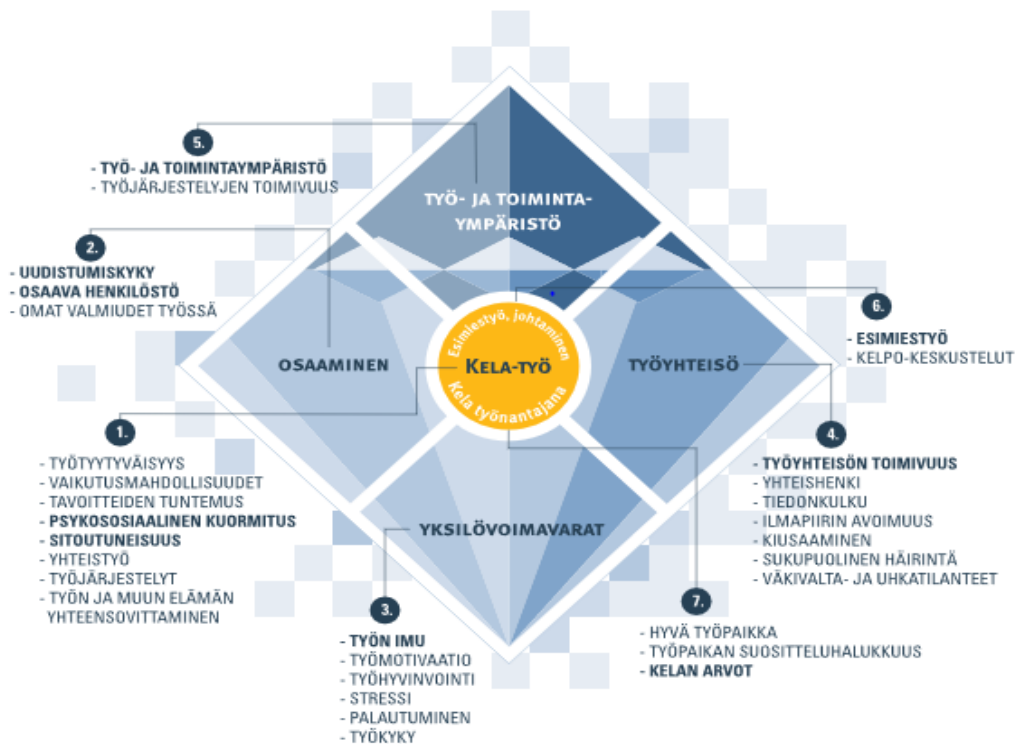 5.
- TYÖ- JA TOIMINTAYMPÄRISTÖ
- TYÖJÄRJESTELYJEN TOIMIVUUS
TYÖ- JA TOIMINTA-
YMPÄRISTÖ
2.
- UUDISTUMISKYKY
- OSAAVA HENKILÖSTÖ
- OMAT VALMIUDET TYÖSSÄ
6.
- ESIMIESTYÖ
- KELPO-KESKUSTELUT
OSAAMINEN
Esimiestyö, johtaminen
KELA-TYÖ
Kela työnantajana
TYÖYHTEISÖ
1.
- TYÖTYYTYVÄISYYS
- VAIKUTUSMAHDOLLISUUDET
- TAVOITTEIDEN TUNTEMUS
- PSYKOSOSIAALINEN KUORMITUS
- SITOUTUNEISUUS
- YHTEISTYÖ
- TYÖJÄRJESTELYT
- TYÖN JA MUUN ELÄMÄN
YHTEENSOVITTAMINEN
4.
- TYÖYHTEISÖN TOIMIVUUS
- YHTEISHENKI
- TIEDONKULKU
- ILMAPIIRIN AVOIMUUS
- KIUSAAMINEN
- SUKUPUOLINEN HÄIRINTÄ
- VÄKIVALTA- JA UHKATILANTEET
YKSILÖVOIMAVARAT
3.
- TYÖN IMU
- TYÖMOTIVAATIO
- TYÖHYVINVOINTI
- STRESSI
- PALAUTUMINEN
- TYÖKYKY
7.
- HYVÄ TYÖPAIKKA
- TYÖPAIKAN SUOSITTELUHALUKKUUS
- KELAN ARVOT